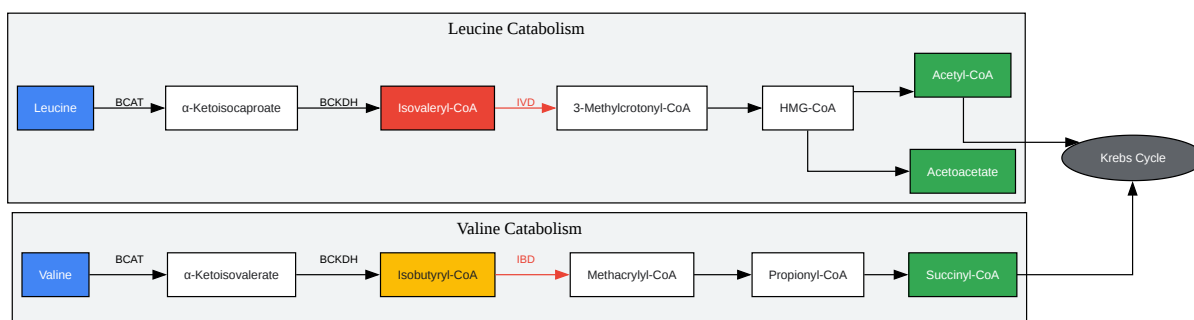 Leucine Catabolism
Leucine
BCAT
α-Ketoisocaproate
BCKDH
Isovaleryl-CoA
IVD
3-Methylcrotonyl-CoA
HMG-CoA
Acetyl-CoA
Acetoacetate
Krebs Cycle
Valine Catabolism
Valine
BCAT
α-Ketoisovalerate
BCKDH
Isobutyryl-CoA
IBD
Methacrylyl-CoA
Propionyl-CoA
Succinyl-CoA